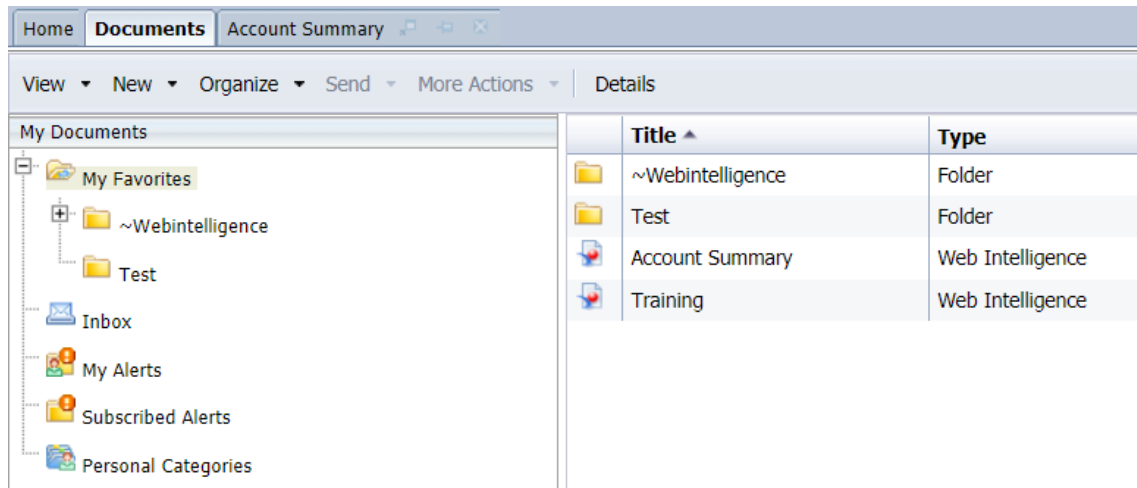 Home Documents Account Summary
View New Organize Send More Actions Details
My Documents
My Favorites
~Webintelligence
Test
Inbox
My Alerts
Subscribed Alerts
Personal Categories
Title Type
~Webintelligence Folder
Test Folder
Account Summary Web Intelligence
Training Web Intelligence